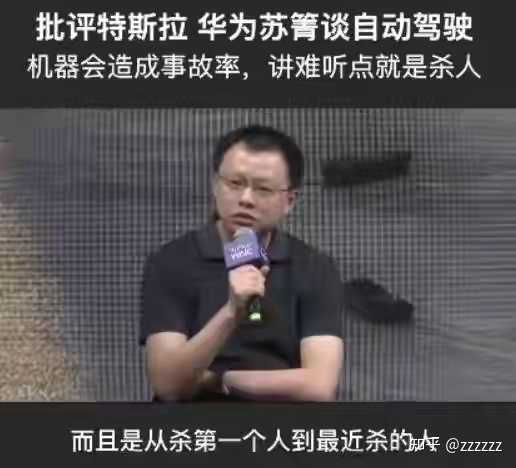 批评特斯拉 华为苏箐谈自动驾驶
机器会造成事故率，讲难听点就是杀人
而且是从杀第一个人到最近杀的人
知乎 @zzzzzz